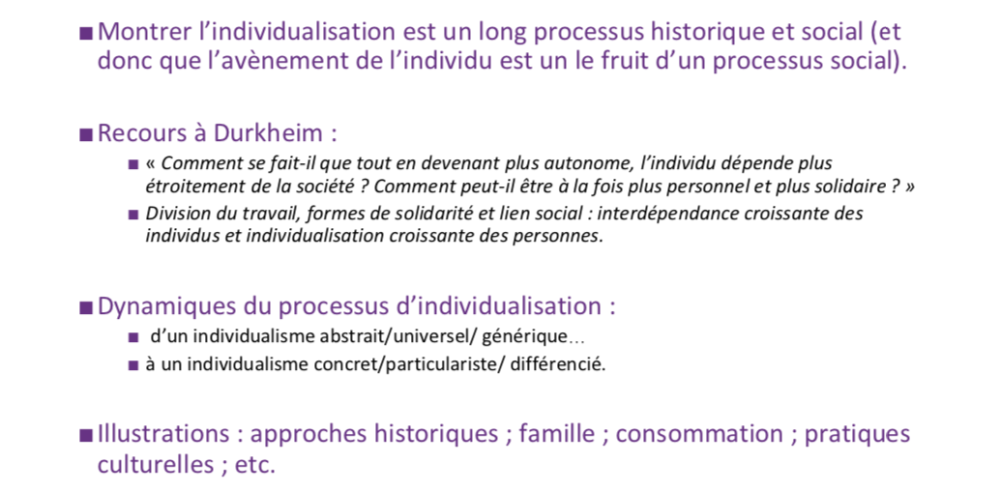 ■ Montrer l’individualisation est un long processus historique et social (et
donc que l’avènement de l’individu est un le fruit d’un processus social).
■ Recours à Durkheim :
■ « Comment se fait-il que tout en devenant plus autonome, l’individu dépende plus
étroitement de la société ? Comment peut-il être à la fois plus personnel et plus solidaire ? »
■ Division du travail, formes de solidarité et lien social : interdépendance croissante des
individus et individualisation croissante des personnes.
■ Dynamiques du processus d’individualisation :
■ d’un individualisme abstrait/universel/ générique…
■ à un individualisme concret/particulariste/ différencié.
■ Illustrations : approches historiques ; famille ; consommation ; pratiques
culturelles ; etc.